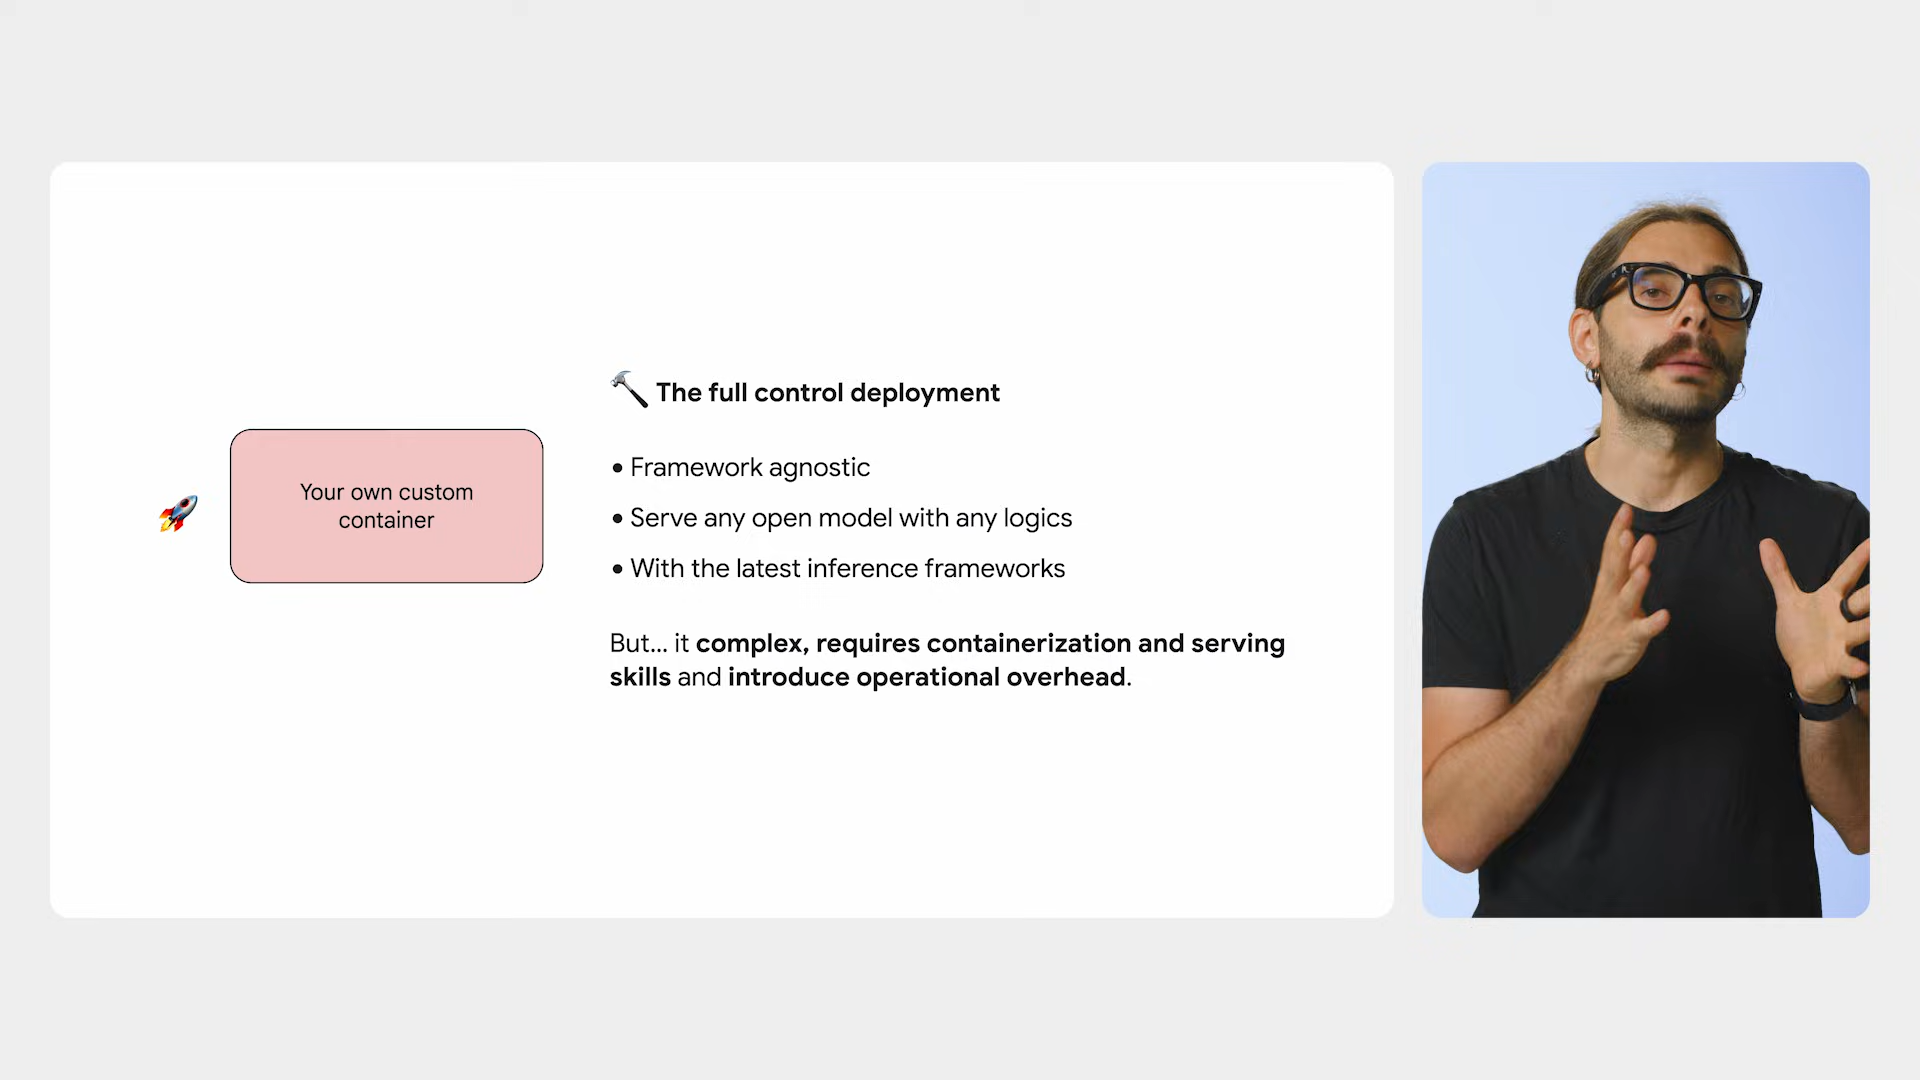 🔨 The full control deployment
Your own custom
container
• Framework agnostic
• Serve any open model with any logics
• With the latest inference frameworks
But... it complex, requires containerization and serving
skills and introduce operational overhead.